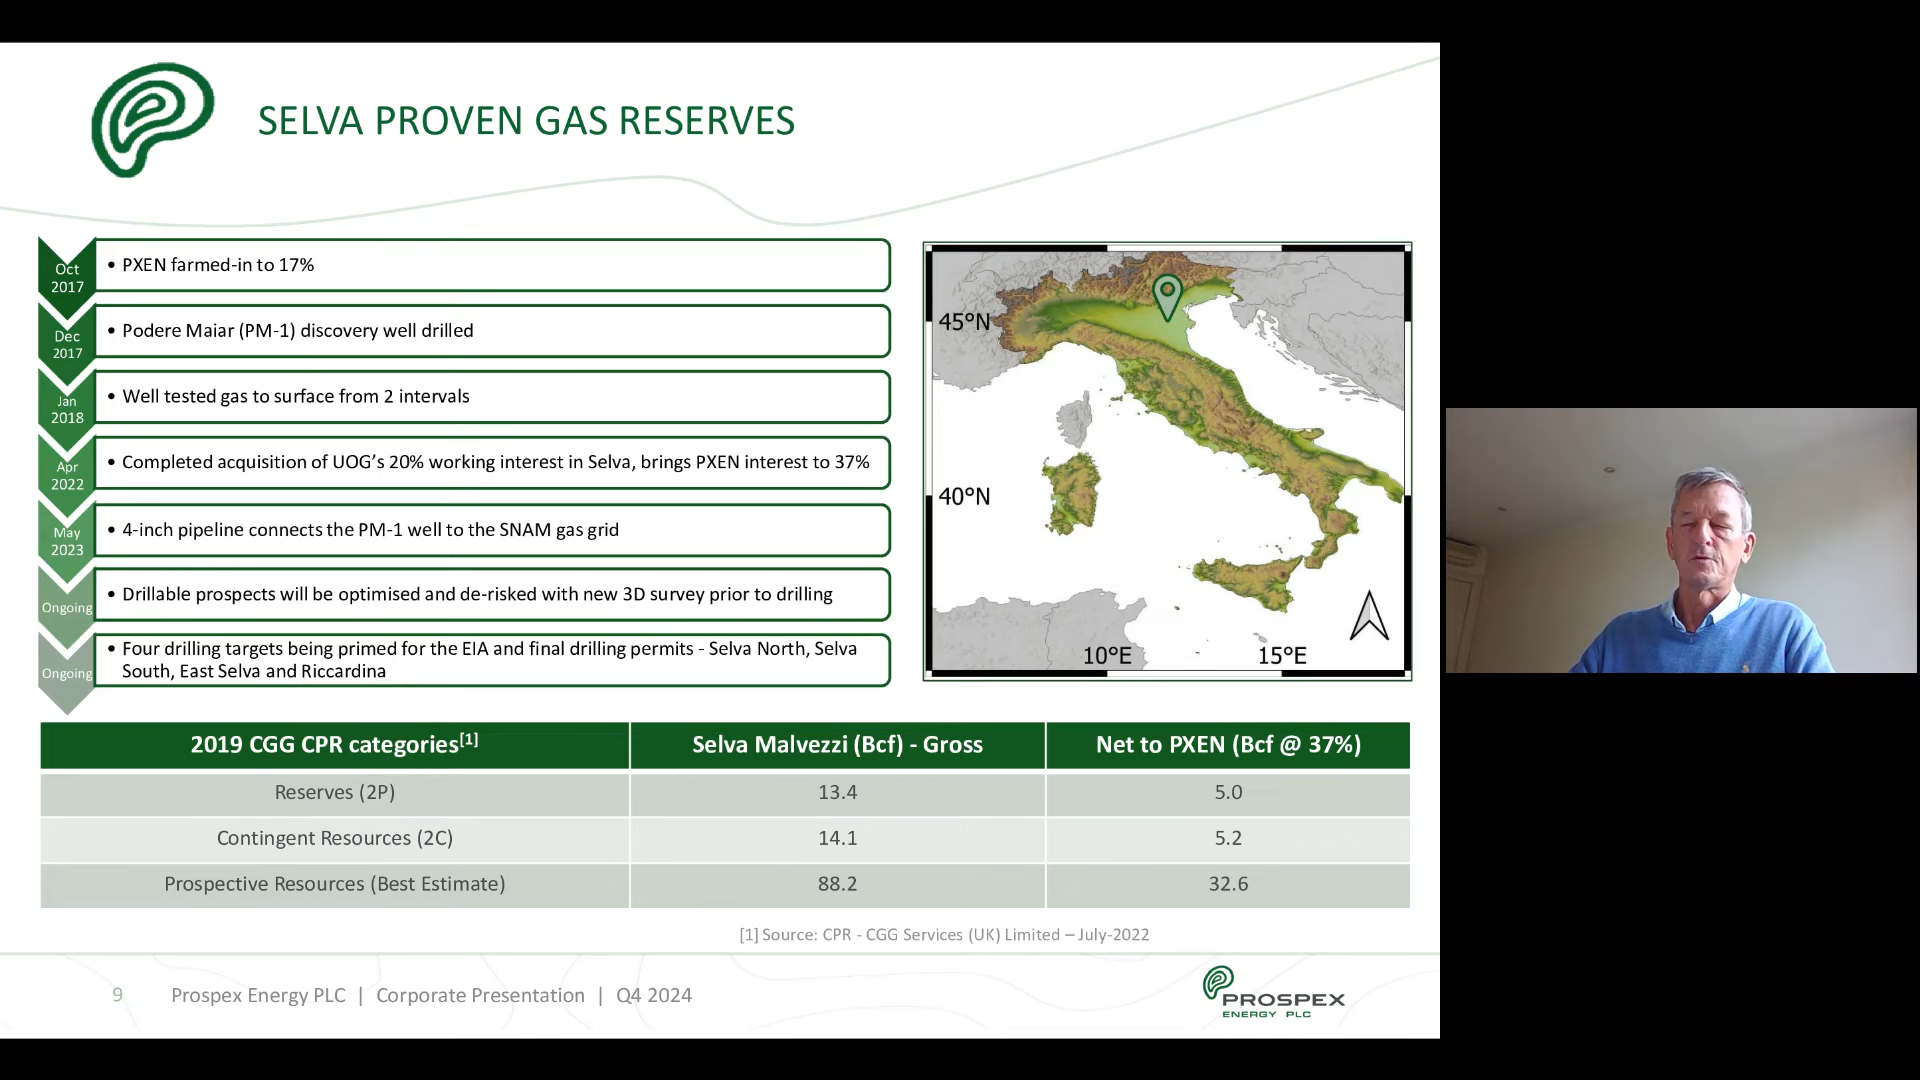 SELVA PROVEN GAS RESERVES
Oct
2017
• PXEN farmed-in to 17%
Dec
2017
• Podere Maiar (PM-1) discovery well drilled
Jan
2018
• Well tested gas to surface from 2 intervals
Apr
2022
• Completed acquisition of UOG’s 20% working interest in Selva, brings PXEN interest to 37%
May
2023
• 4-inch pipeline connects the PM-1 well to the SNAM gas grid
Ongoing
• Drillable prospects will be optimised and de-risked with new 3D survey prior to drilling
Ongoing
• Four drilling targets being primed for the EIA and final drilling permits - Selva North, Selva
South, East Selva and Riccardina
45°N
40°N
10°E 15°E
2019 CGG CPR categories[1] Selva Malvezzi (Bcf) - Gross Net to PXEN (Bcf @ 37%)
Reserves (2P) 13.4 5.0
Contingent Resources (2C) 14.1 5.2
Prospective Resources (Best Estimate) 88.2 32.6
[1] Source: CPR - CGG Services (UK) Limited – July-2022
9 Prospex Energy PLC | Corporate Presentation | Q4 2024
PROSPEX
ENERGY PLC